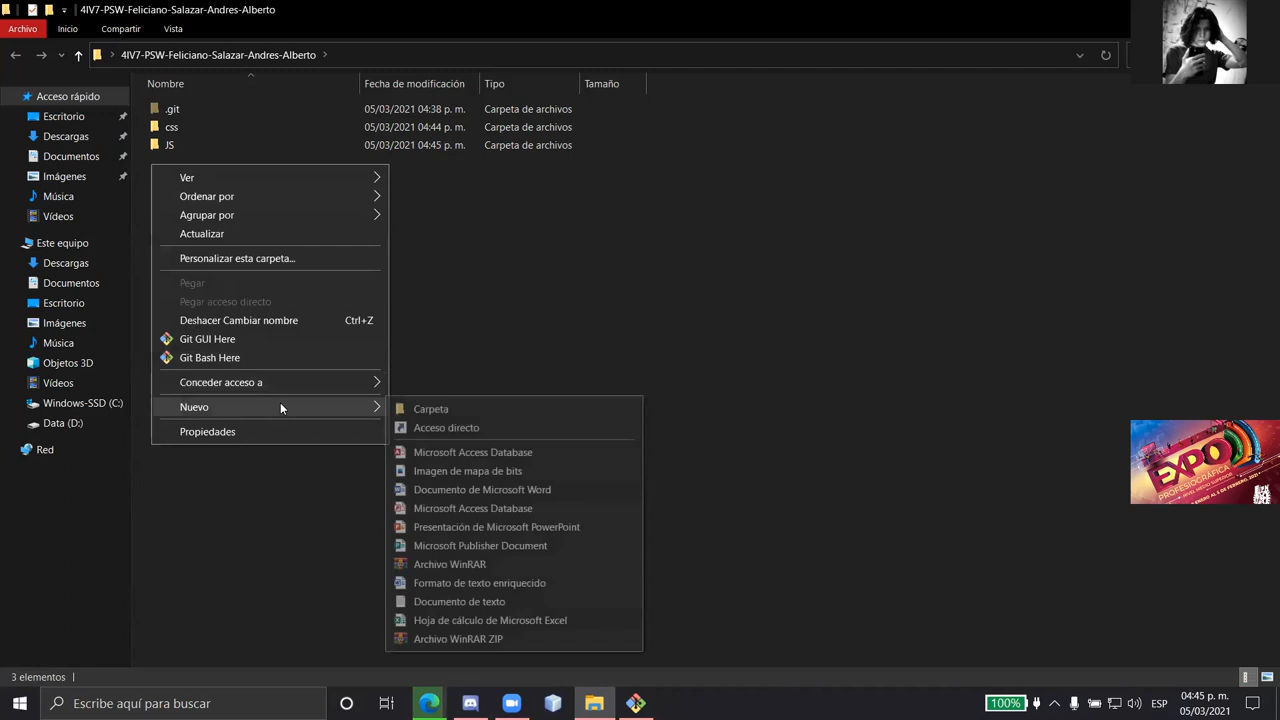 4IV7-PSW-Feliciano-Salazar-Andres-Alberto
Archivo Inicio Compartir Vista
4IV7-PSW-Feliciano-Salazar-Andres-Alberto
Nombre Fecha de modificación Tipo Tamaño
.git 05/03/2021 04:38 p. m. Carpeta de archivos
css 05/03/2021 04:44 p. m. Carpeta de archivos
JS 05/03/2021 04:45 p. m. Carpeta de archivos
Acceso rápido
Escritorio
Descargas
Documentos
Imágenes
Música
Vídeos
Este equipo
Descargas
Documentos
Escritorio
Imágenes
Música
Objetos 3D
Vídeos
Windows-SSD (C:)
Data (D:)
Red
Ver
Ordenar por
Agrupar por
Actualizar
Personalizar esta carpeta...
Pegar
Pegar acceso directo
Deshacer Cambiar nombre Ctrl+Z
Git GUI Here
Git Bash Here
Conceder acceso a
Nuevo
Propiedades
Carpeta
Acceso directo
Microsoft Access Database
Imagen de mapa de bits
Documento de Microsoft Word
Microsoft Access Database
Presentación de Microsoft PowerPoint
Microsoft Publisher Document
Archivo WinRAR
Formato de texto enriquecido
Documento de texto
Hoja de cálculo de Microsoft Excel
Archivo WinRAR ZIP
EXPO
PROFESIOGRÁFICA
3 elementos
Escribe aquí para buscar
100%
ESP
04:45 p. m.
05/03/2021